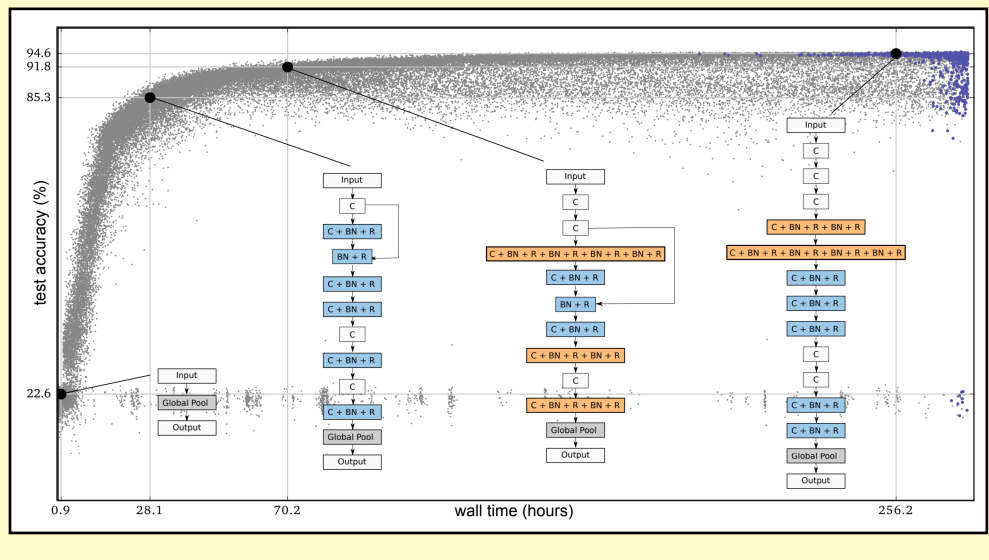 94.6
91.8
85.3
22.6
test accuracy (%)
0.9
28.1
70.2
256.2
wall time (hours)
Input
Global Pool
Output
Input
C
C + BN + R
BN + R
C + BN + R
C + BN + R
C
C + BN + R
C
C + BN + R
Global Pool
Output
Input
C
C
C + BN + R + BN + R + BN + R + BN + R
C + BN + R
BN + R
C + BN + R
C + BN + R + BN + R
C
C + BN + R + BN + R
Global Pool
Output
Input
C
C
C
C + BN + R + BN + R
C + BN + R + BN + R + BN + R + BN + R
C + BN + R
C + BN + R
C + BN + R
C
C
C + BN + R
C + BN + R
Global Pool
Output